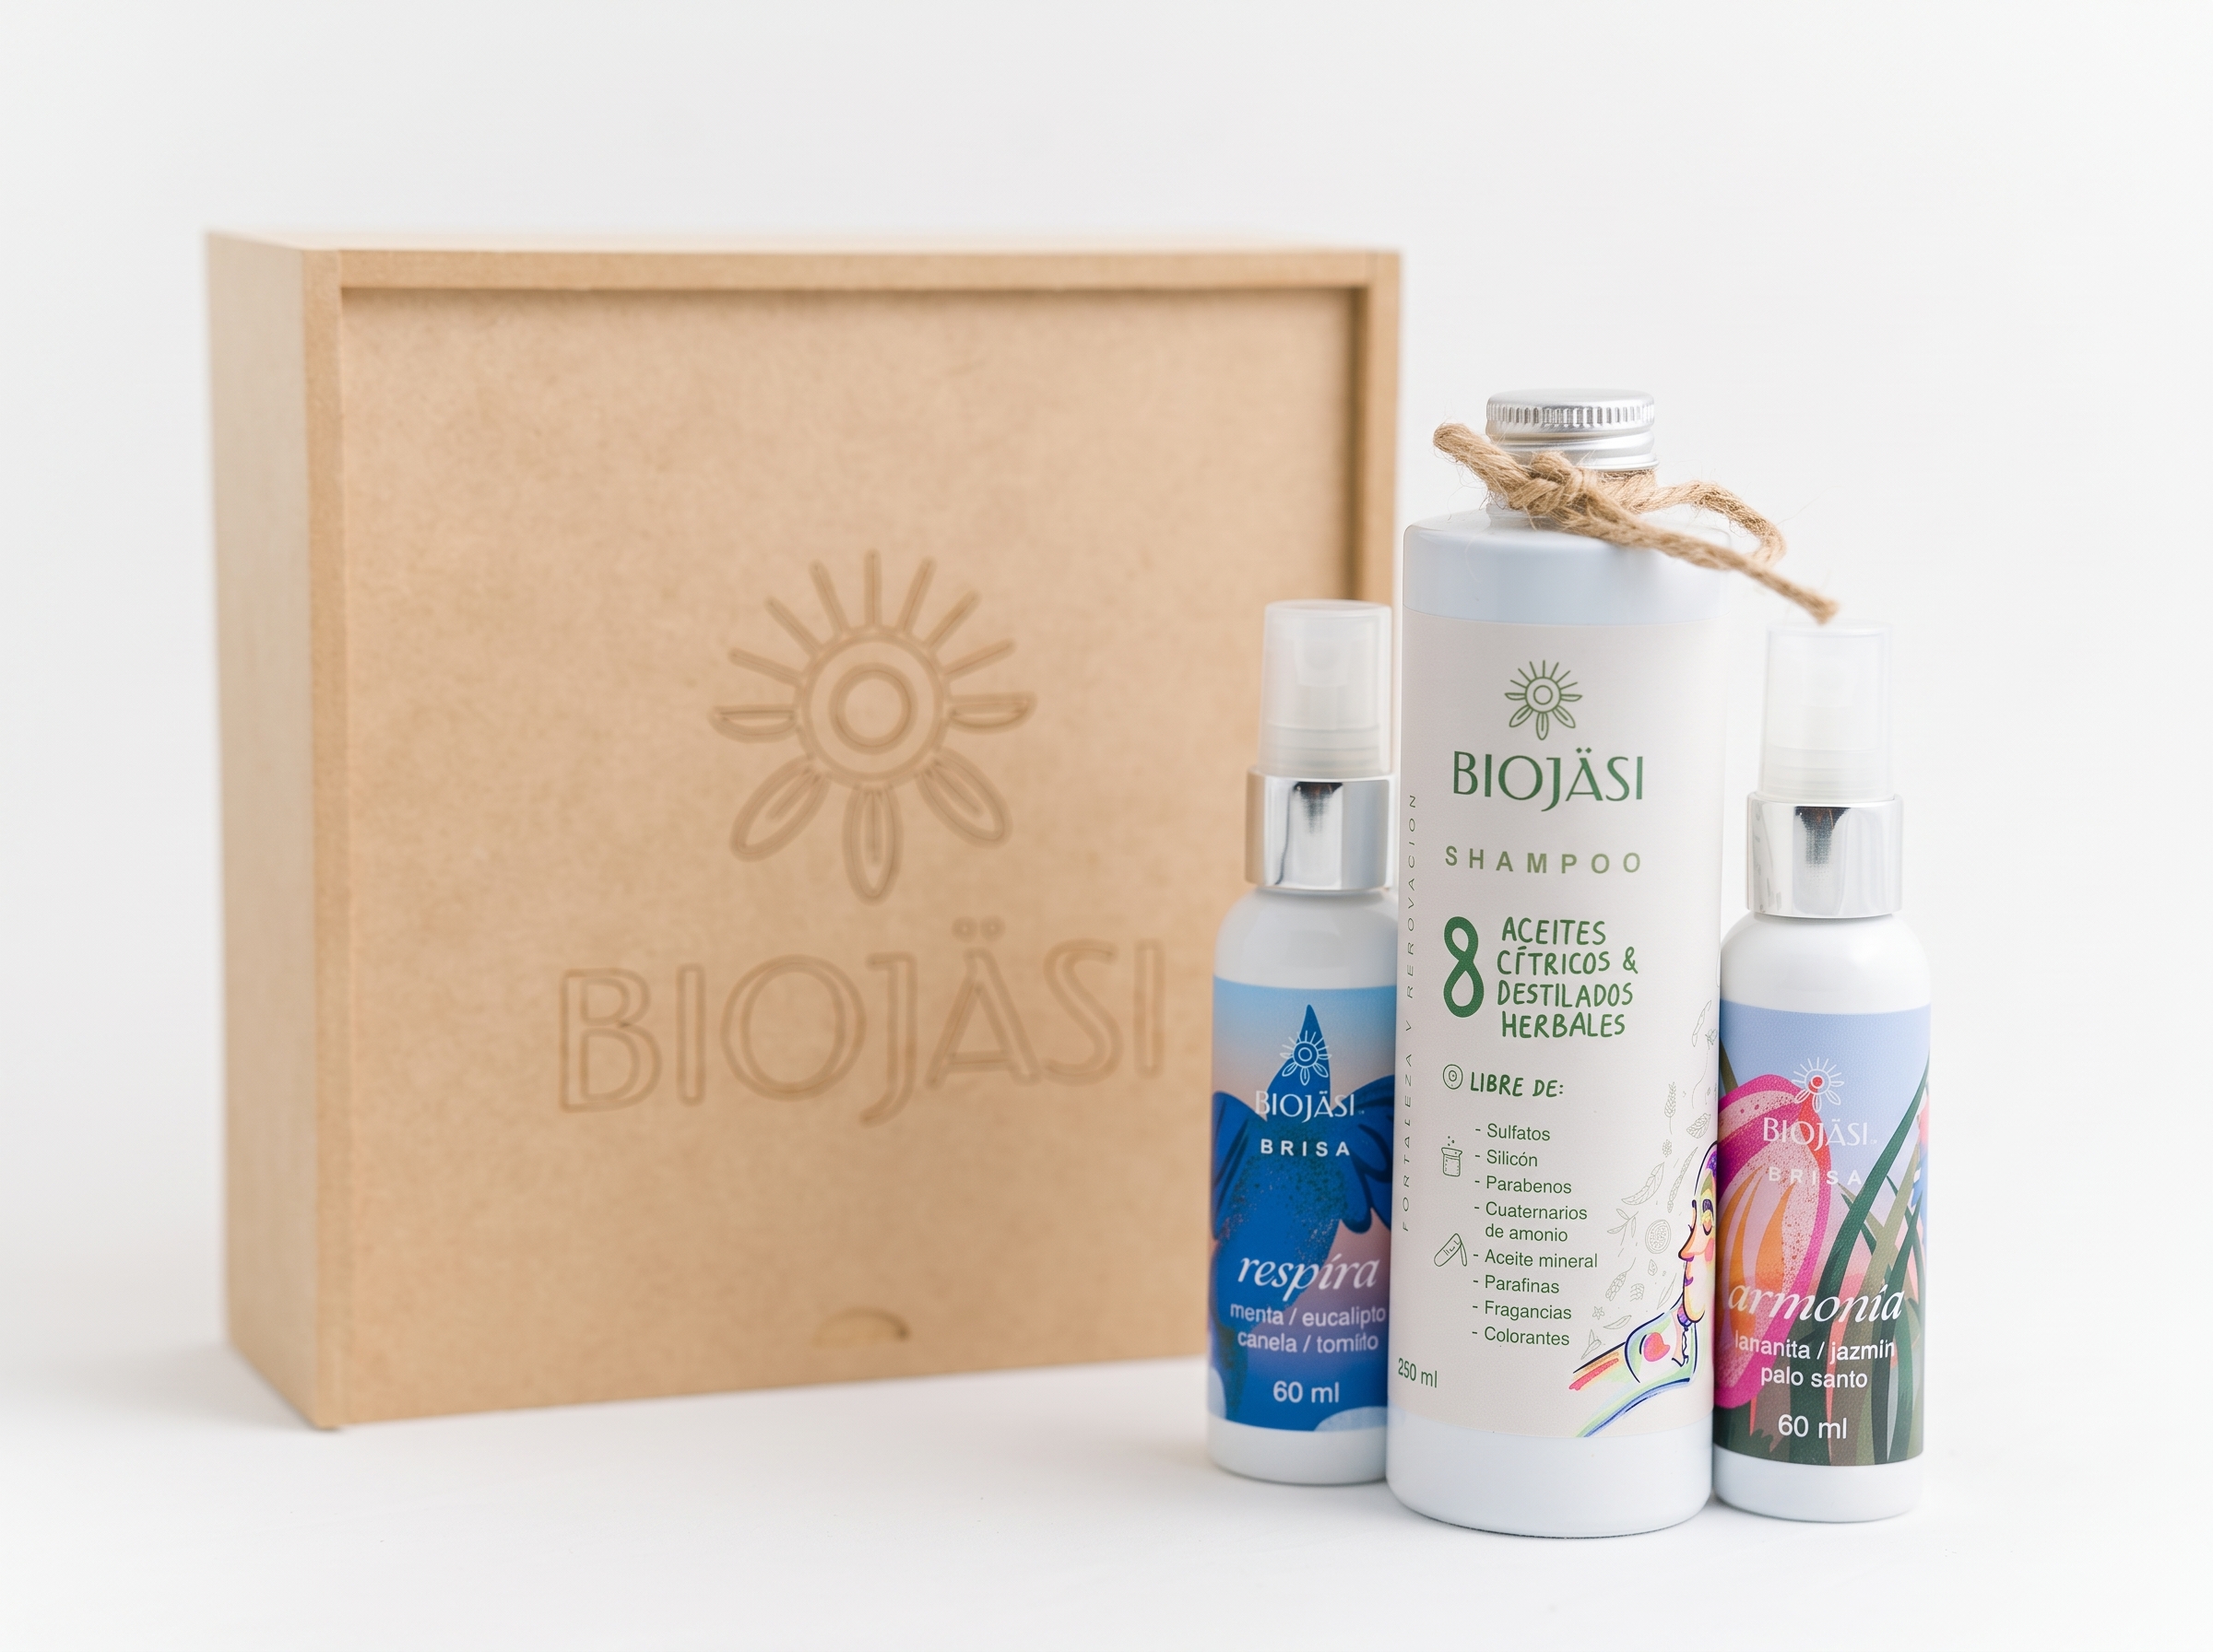 BIOJÄSI
BIOJÄSI
BRISA
respíra
menta / eucalipto
canela / tomillo
60 ml
BIOJÄSI
SHAMPOO
8 ACEITES
CÍTRICOS &
DESTILADOS
HERBALES
LIBRE DE:
- Sulfatos
- Silicón
- Parabenos
- Cuaternarios
de amonio
- Aceite mineral
- Parafinas
- Fragancias
- Colorantes
250 ml
BIOJÄSI
BRISA
armonía
/ jazmín
palo santo
60 ml